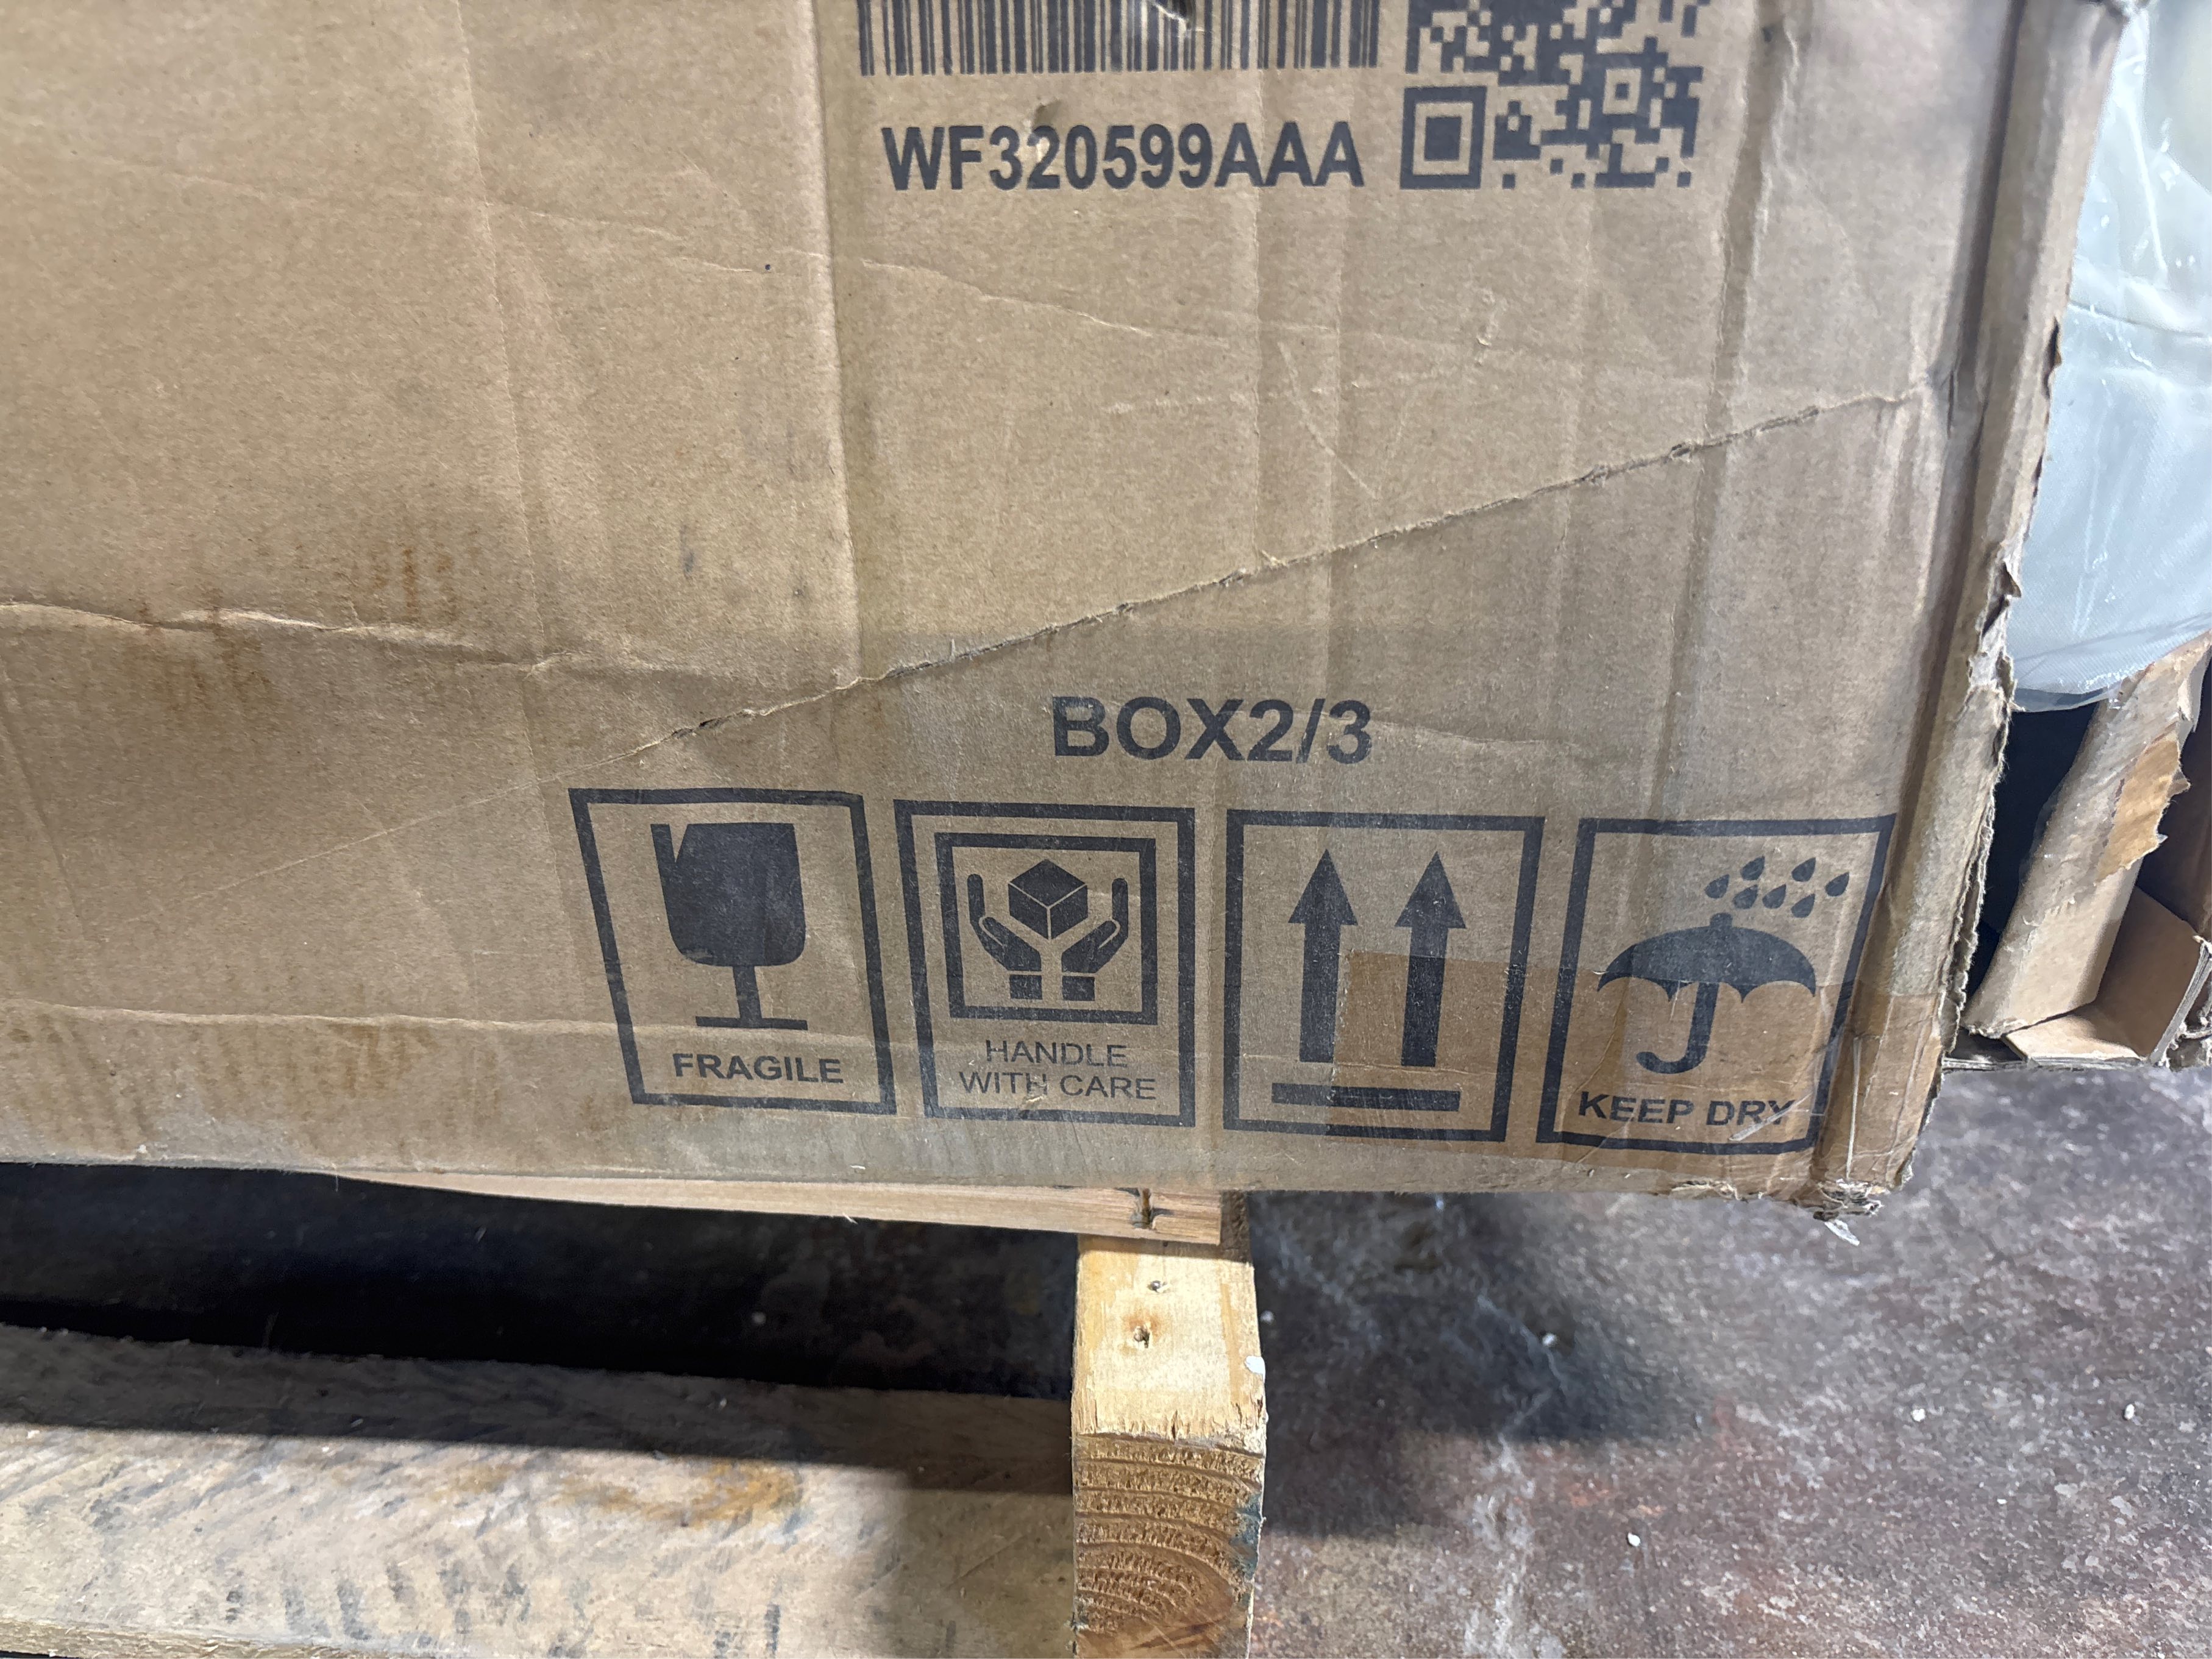 WF320599AAA
BOX2/3
FRAGILE
HANDLE
WITH CARE
KEEP DRY